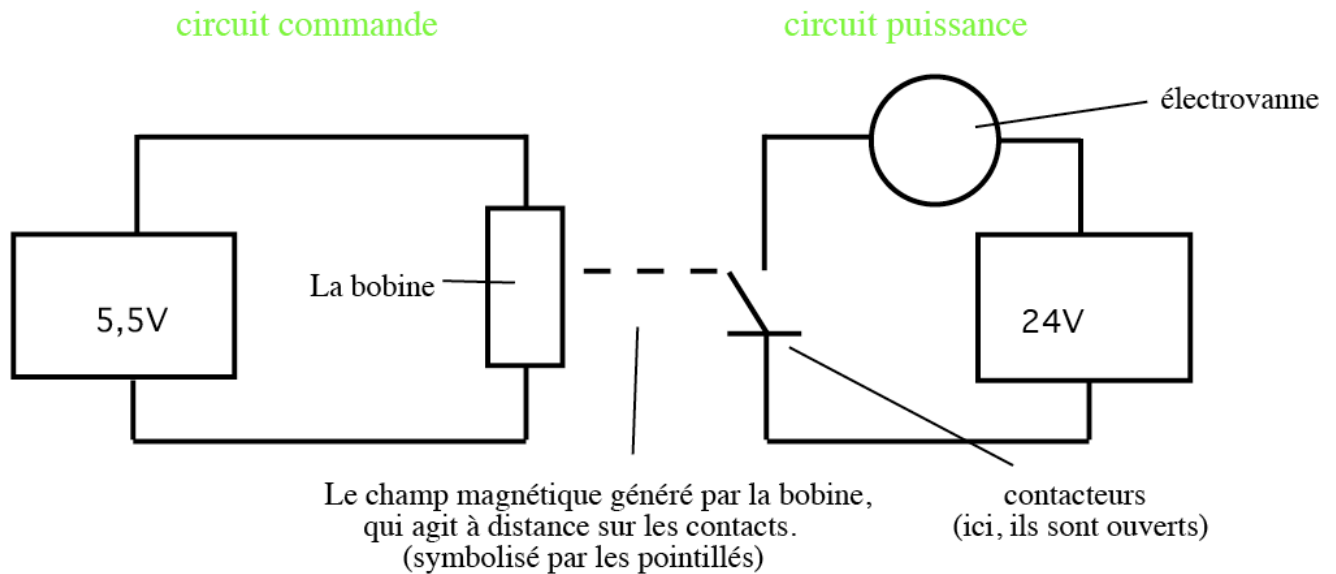 circuit commande
circuit puissance
électrovanne
La bobine
5,5V
24V
Le champ magnétique généré par la bobine,
qui agit à distance sur les contacts.
(symbolisé par les pointillés)
contacteurs
(ici, ils sont ouverts)